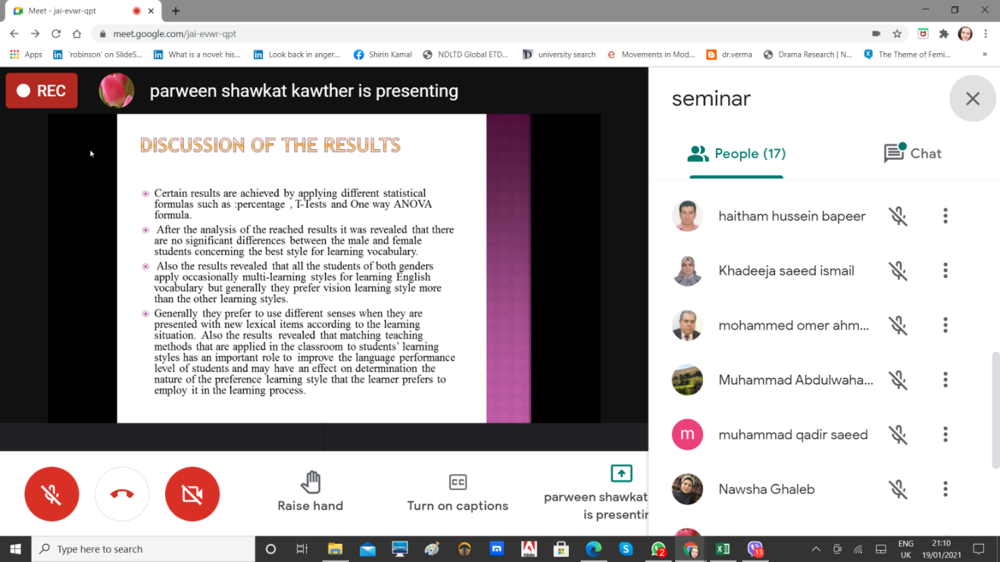 Meet - jai-evwr-qpt
meet.google.com/jai-evwr-qpt
Apps
'robinson' on SlideS...
What is a novel: his...
Look back in anger...
Shirin Kamal
NDLTD Global ETD...
university search
Movements in Mod...
dr.verma
Drama Research | N...
The Theme of Femi...
REC
parween shawkat kawther is presenting
DISCUSSION OF THE RESULTS
Certain results are achieved by applying different statistical
formulas such as :percentage , T-Tests and One way ANOVA
formula.
After the analysis of the reached results it was revealed that there
are no significant differences between the male and female
students concerning the best style for learning vocabulary.
Also the results revealed that all the students of both genders
apply occasionally multi-learning styles for learning English
vocabulary but generally they prefer vision learning style more
than the other learning styles.
Generally they prefer to use different senses when they are
presented with new lexical items according to the learning
situation. Also the results revealed that matching teaching
methods that are applied in the classroom to students' learning
styles has an important role to improve the language performance
level of students and may have an effect on determination the
nature of the preference learning style that the learner prefers to
employ it in the learning process.
seminar
People (17)
Chat
haitham hussein bapeer
Khadeeja saeed ismail
mohammed omer ahm...
Muhammad Abdulwaha...
m
muhammad qadir saeed
Nawsha Ghaleb
Raise hand
CC
Turn on captions
parween shawkat
is presentin
Type here to search
Adobe
2
13
ENG
UK
21:10
19/01/2021